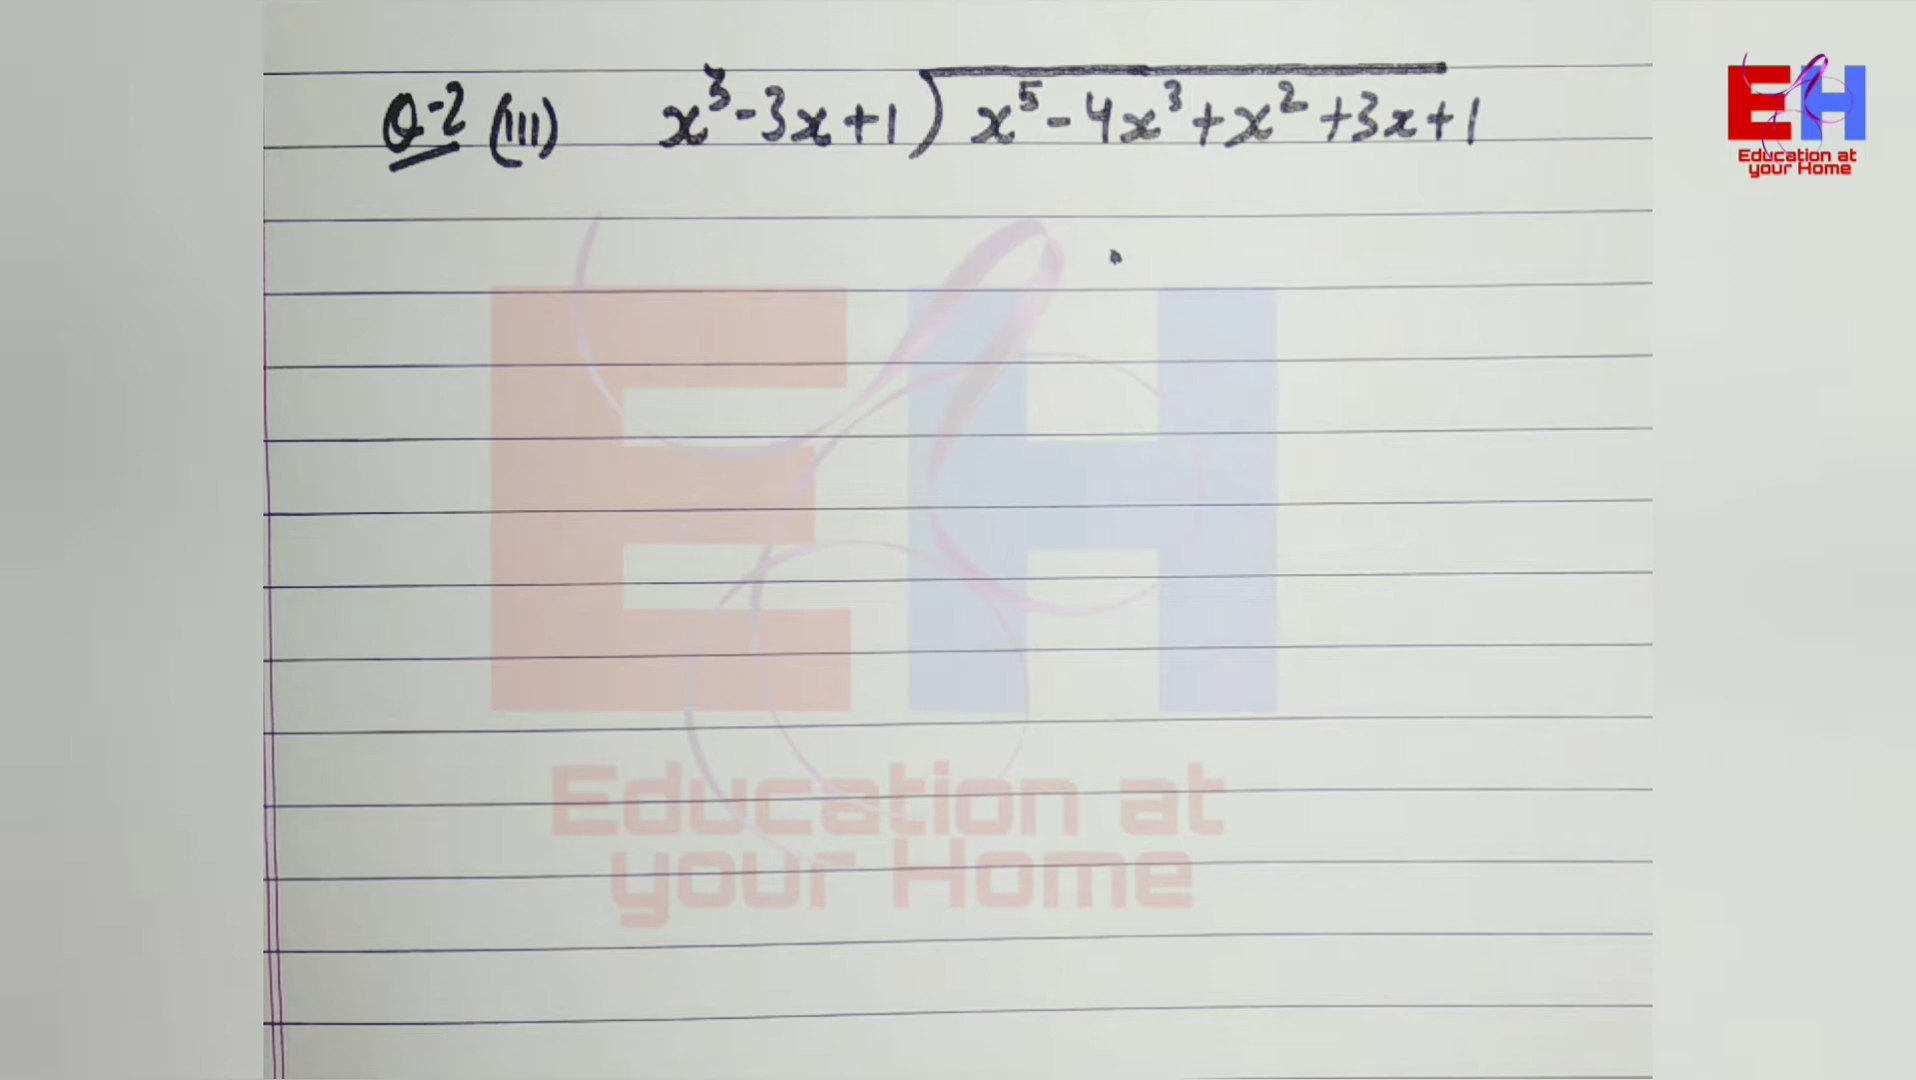 Q-2 (III) x³-3x+1)x⁵-4x³+x²+3x+1
EH
Education at
your Home
EH
Education at
your Home